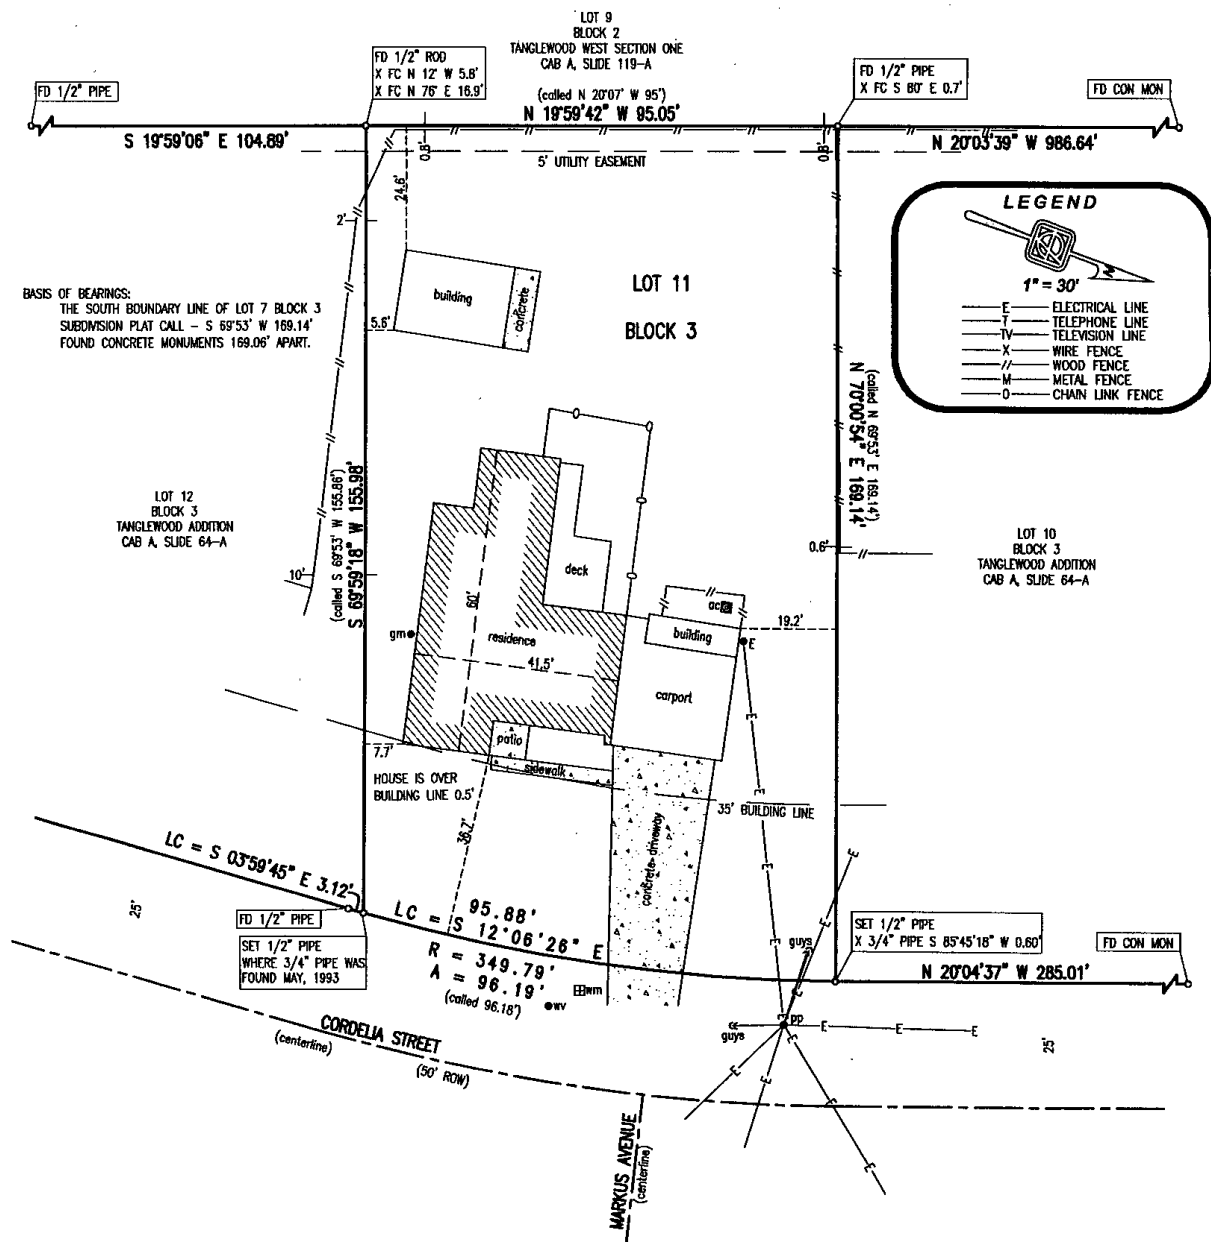 LOT 9
BLOCK 2
TANGLEWOOD WEST SECTION ONE
CAB A, SLIDE 119-A
FD 1/2" PIPE
FD 1/2" ROD
X FC N 12° W 5.8'
X FC N 76° E 16.9'
(called N 20°07' W 95')
N 19°59'42" W 95.05'
FD 1/2" PIPE
X FC S 80° E 0.7'
FD CON MON
S 19°59'06" E 104.89'
0.8'
5' UTILITY EASEMENT
0.8'
N 20°03'39" W 986.64'
24.6'
2'
LEGEND
N
1" = 30'
E ELECTRICAL LINE
T TELEPHONE LINE
TV TELEVISION LINE
X WIRE FENCE
// WOOD FENCE
M METAL FENCE
O CHAIN LINK FENCE
LOT 11
BLOCK 3
building
concrete
5.6'
BASIS OF BEARINGS:
THE SOUTH BOUNDARY LINE OF LOT 7 BLOCK 3
SUBDIVISION PLAT CALL - S 69°53' W 169.14'
FOUND CONCRETE MONUMENTS 169.06' APART.
(called N 69°53' E 169.14')
N 70°00'54" E 169.14'
LOT 12
BLOCK 3
TANGLEWOOD ADDITION
CAB A, SLIDE 64-A
(called S 69°53' W 155.86')
S 69°59'18" W 155.98'
10'
LOT 10
BLOCK 3
TANGLEWOOD ADDITION
CAB A, SLIDE 64-A
0.6'
deck
60'
ac
gm
residence
building
19.2'
E
41.5'
carport
patio
sidewalk
7.7'
HOUSE IS OVER
BUILDING LINE 0.5'
35' BUILDING LINE
36.2'
concrete driveway
LC = S 03°59'45" E 3.12'
25'
FD 1/2" PIPE
SET 1/2" PIPE
WHERE 3/4" PIPE WAS
FOUND MAY, 1993
95.88'
LC = S 12°06'26" E
R = 349.79'
A = 96.19'
(called 96.18')
wm
wv
SET 1/2" PIPE
X 3/4" PIPE S 85°45'18" W 0.60'
FD CON MON
N 20°04'37" W 285.01'
guys
pp
guys
E
E
E
25'
CORDELIA STREET
(centerline)
(50' ROW)
MARKUS AVENUE
(centerline)